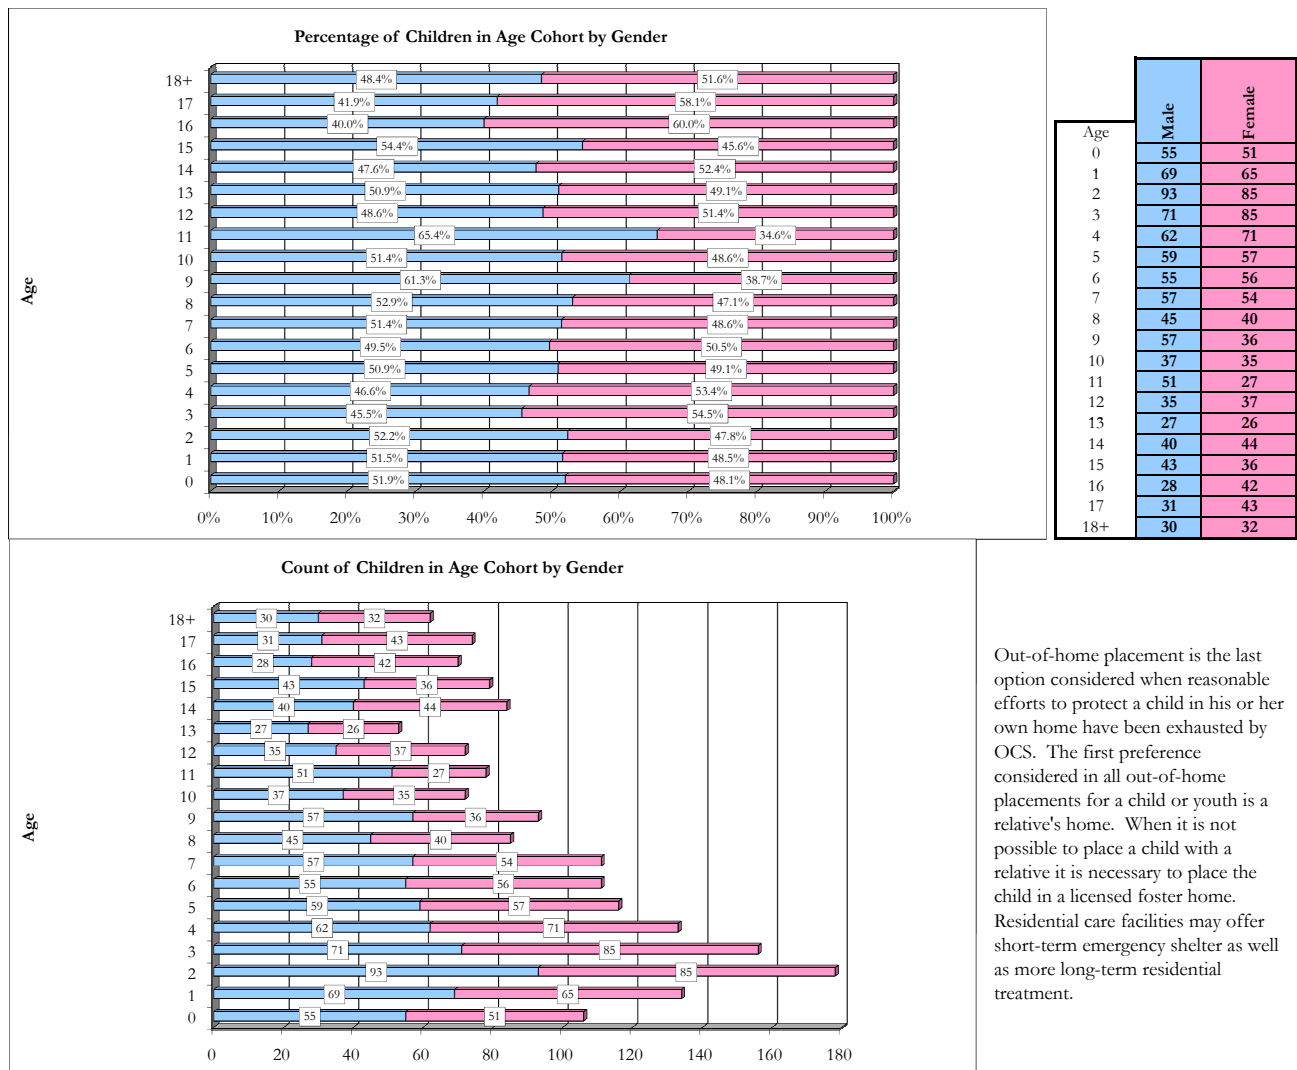 Percentage of Children in Age Cohort by Gender
Age
18+ 48.4% 51.6%
17 41.9% 58.1%
16 40.0% 60.0%
15 54.4% 45.6%
14 47.6% 52.4%
13 50.9% 49.1%
12 48.6% 51.4%
11 65.4% 34.6%
10 51.4% 48.6%
9 61.3% 38.7%
8 52.9% 47.1%
7 51.4% 48.6%
6 49.5% 50.5%
5 50.9% 49.1%
4 46.6% 53.4%
3 45.5% 54.5%
2 52.2% 47.8%
1 51.5% 48.5%
0 51.9% 48.1%
0% 10% 20% 30% 40% 50% 60% 70% 80% 90% 100%
Age Male Female
0 55 51
1 69 65
2 93 85
3 71 85
4 62 71
5 59 57
6 55 56
7 57 54
8 45 40
9 57 36
10 37 35
11 51 27
12 35 37
13 27 26
14 40 44
15 43 36
16 28 42
17 31 43
18+ 30 32
Count of Children in Age Cohort by Gender
Age
18+ 30 32
17 31 43
16 28 42
15 43 36
14 40 44
13 27 26
12 35 37
11 51 27
10 37 35
9 57 36
8 45 40
7 57 54
6 55 56
5 59 57
4 62 71
3 71 85
2 93 85
1 69 65
0 55 51
0 20 40 60 80 100 120 140 160 180
Out-of-home placement is the last
option considered when reasonable
efforts to protect a child in his or her
own home have been exhausted by
OCS. The first preference
considered in all out-of-home
placements for a child or youth is a
relative's home. When it is not
possible to place a child with a
relative it is necessary to place the
child in a licensed foster home.
Residential care facilities may offer
short-term emergency shelter as well
as more long-term residential
treatment.